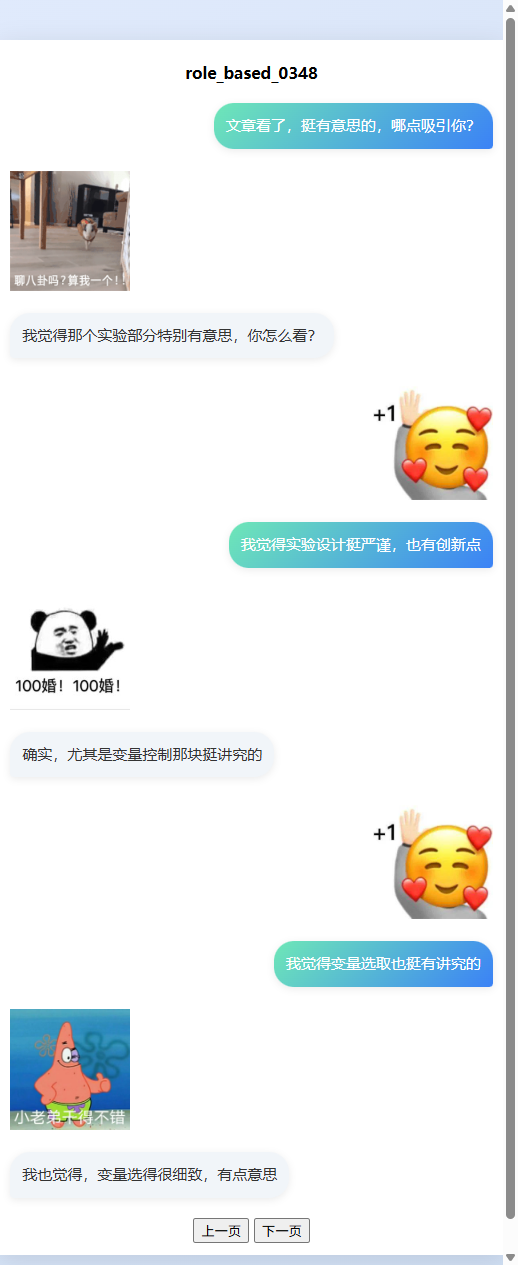 role_based_0348
文章看了，挺有意思的，哪点吸引你？
聊八卦吗？算我一个！！
我觉得那个实验部分特别有意思，你怎么看？
+1
我觉得实验设计挺严谨，也有创新点
100婚！100婚！
确实，尤其是变量控制那块挺讲究的
+1
我觉得变量选取也挺有讲究的
小老弟干得不错
我也觉得，变量选得很细致，有点意思
上一页 下一页